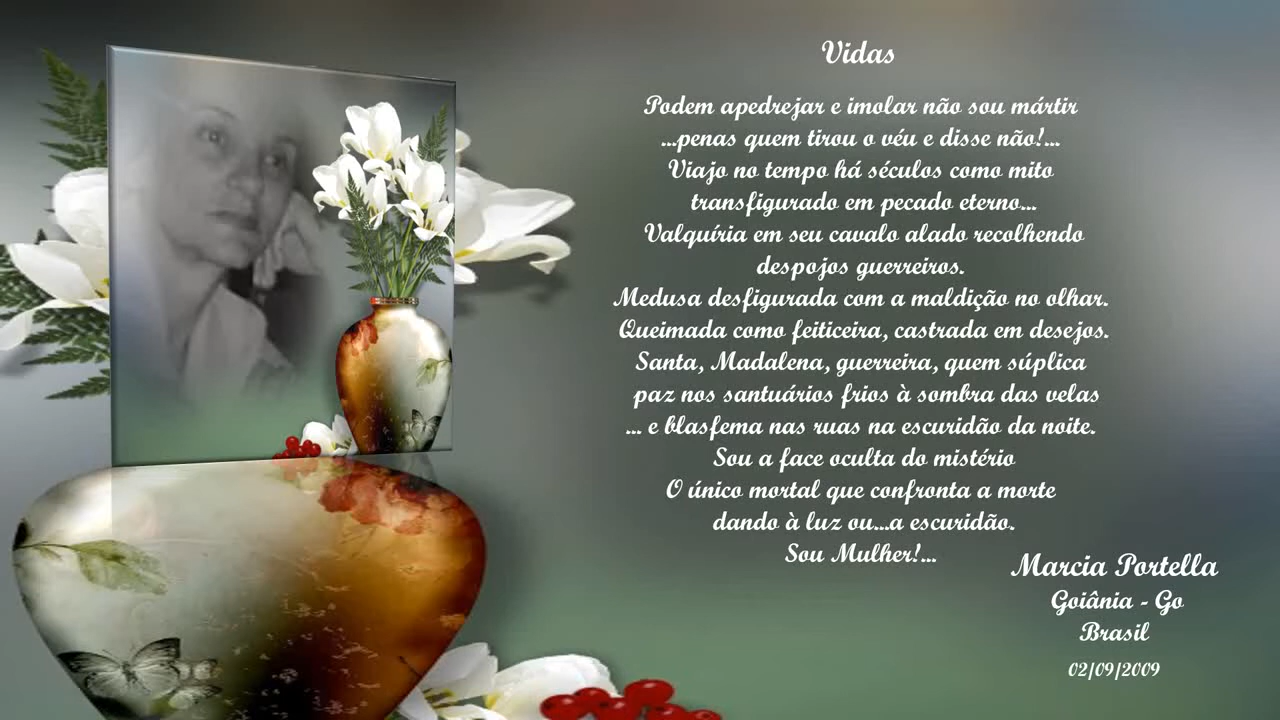 Vidas
Podem apedrejar e imolar não sou mártir
...penas quem tirou o véu e disse não!...
Viajo no tempo há séculos como mito
transfigurado em pecado eterno...
Valquíria em seu cavalo alado recolhendo
despojos guerreiros.
Medusa desfigurada com a maldição no olhar.
Queimada como feiticeira, castrada em desejos.
Santa, Madalena, guerreira, quem súplica
paz nos santuários frios à sombra das velas
... e blasfema nas ruas na escuridão da noite.
Sou a face oculta do mistério
O único mortal que confronta a morte
dando à luz ou...a escuridão.
Sou Mulher!...
Marcia Portella
Goiânia - Go
Brasil
02/09/2009